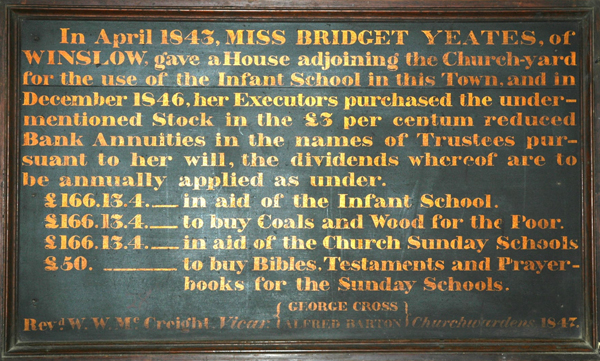 In April 1843, MISS BRIDGET YEATES, of
WINSLOW, gave a House adjoining the Church-yard
for the use of the Infant School in this Town, and in
December 1846, her Executors purchased the under-
mentioned Stock in the £3 per centum reduced
Bank Annuities in the names of Trustees pur-
suant to her will, the dividends whereof are to
be annually applied as under.
£166.13.4. __ in aid of the Infant School.
£166.13.4. __ to buy Coals and Wood for the Poor.
£166.13.4. __ in aid of the Church Sunday Schools
£50. ______ to buy Bibles, Testaments and Prayer-
books for the Sunday Schools.
Revd. W. W. Mc Creight, Vicar { GEORGE CROSS
ALFRED BARTON } Churchwardens 1847.